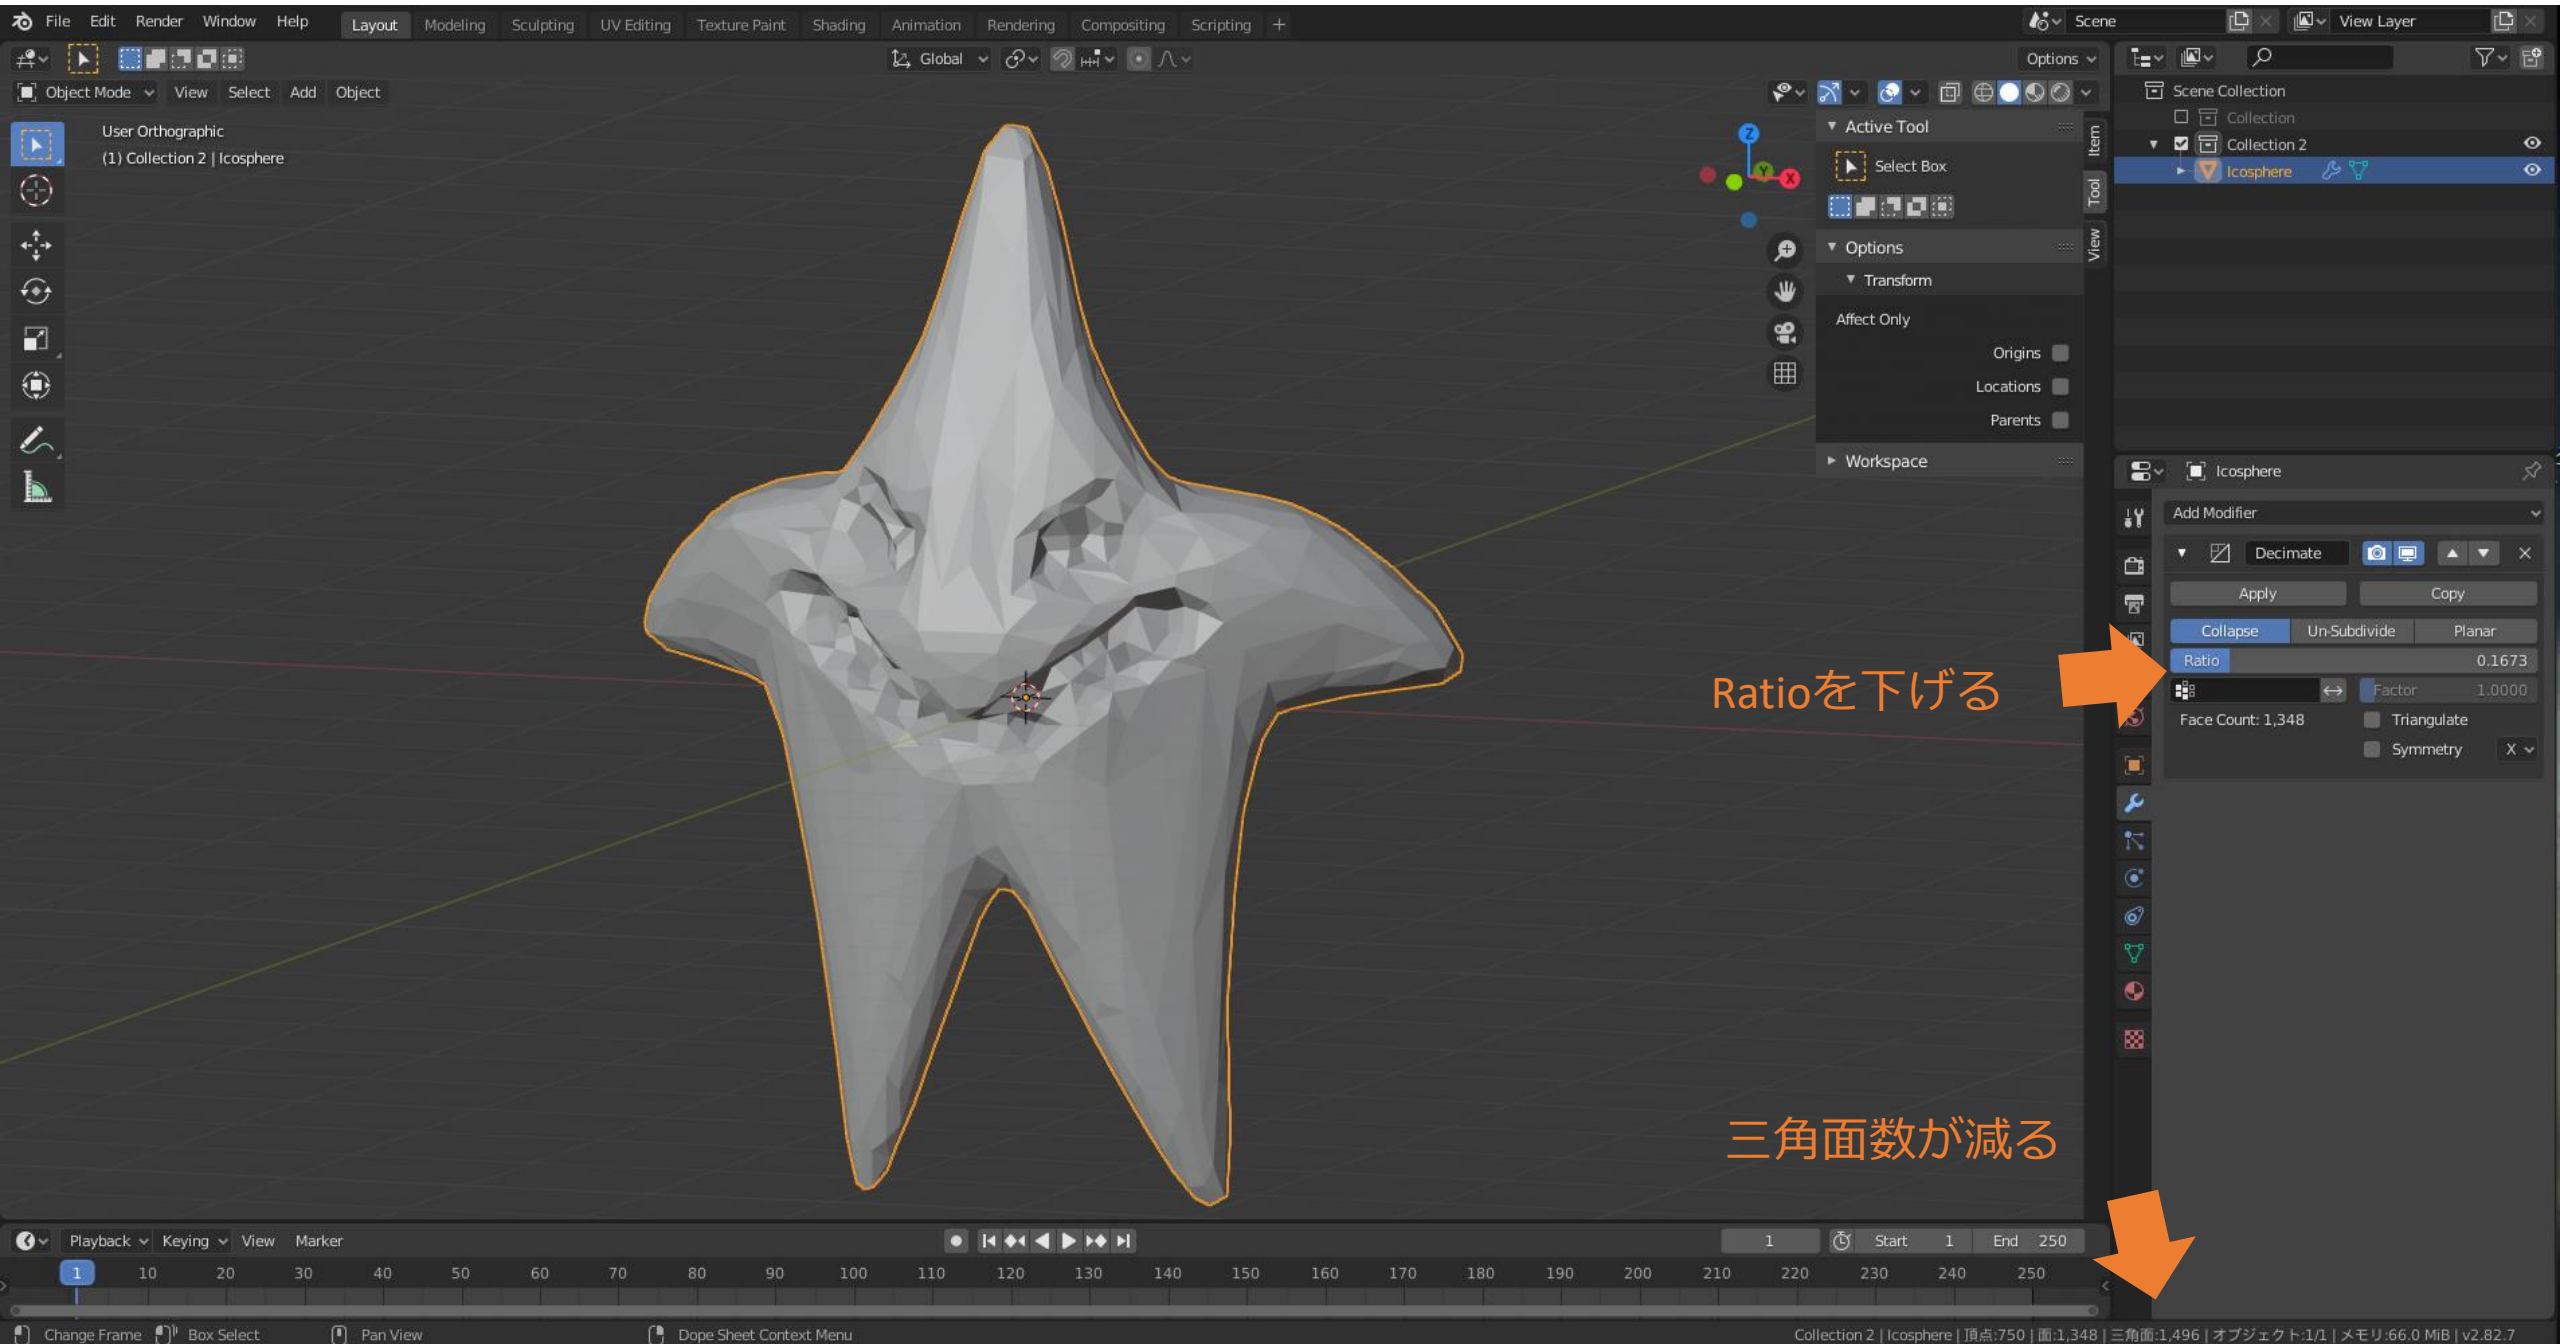 File Edit Render Window Help Layout Modeling Sculpting UV Editing Texture Paint Shading Animation Rendering Compositing Scripting + Scene View Layer
Global Options
Object Mode View Select Add Object
User Orthographic
(1) Collection 2 | Icosphere
Z
Y
X
Active Tool
Select Box
Options
Transform
Affect Only
Origins
Locations
Parents
Workspace
Item
Tool
View
Scene Collection
Collection
Collection 2
Icosphere
Icosphere
Add Modifier
Decimate
Apply Copy
Collapse Un-Subdivide Planar
Ratio 0.1673
Factor 1.0000
Face Count: 1,348 Triangulate
Symmetry X
Ratioを下げる
三角面数が減る
Playback Keying View Marker 1 Start 1 End 250
1 10 20 30 40 50 60 70 80 90 100 110 120 130 140 150 160 170 180 190 200 210 220 230 240 250
Change Frame Box Select Pan View Dope Sheet Context Menu Collection 2 | Icosphere | 頂点:750 | 面:1,348 | 三角面:1,496 | オブジェクト:1/1 | メモリ:66.0 MiB | v2.82.7